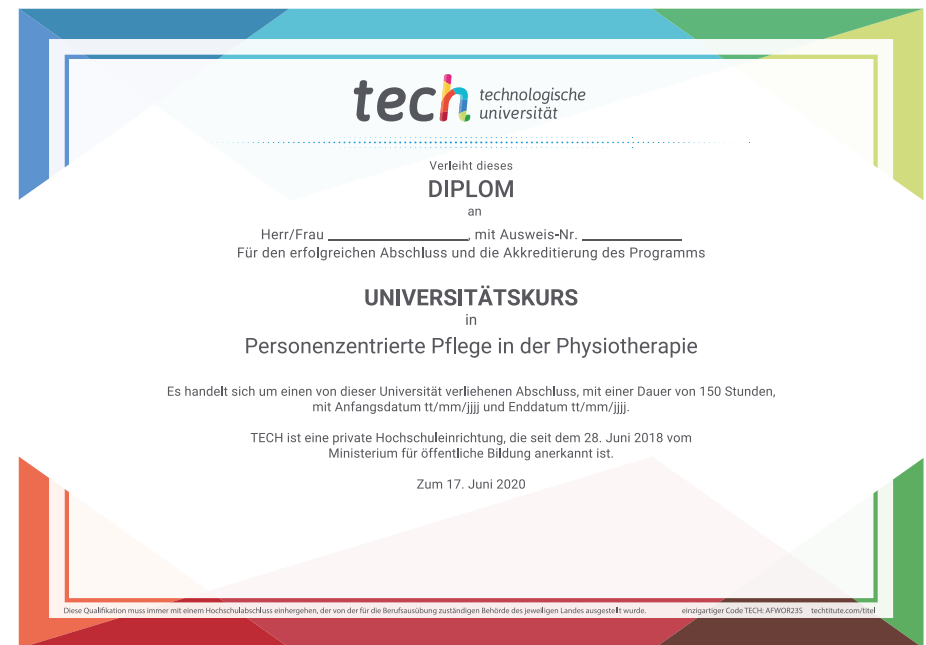 tech technologische
universität
Verleiht dieses
DIPLOM
an
Herr/Frau ____________________, mit Ausweis-Nr. ______________
Für den erfolgreichen Abschluss und die Akkreditierung des Programms
UNIVERSITÄTSKURS
in
Personenzentrierte Pflege in der Physiotherapie
Es handelt sich um einen von dieser Universität verliehenen Abschluss, mit einer Dauer von 150 Stunden,
mit Anfangsdatum tt/mm/jjjj und Enddatum tt/mm/jjjj.
TECH ist eine private Hochschuleinrichtung, die seit dem 28. Juni 2018 vom
Ministerium für öffentliche Bildung anerkannt ist.
Zum 17. Juni 2020
Diese Qualifikation muss immer mit einem Hochschulabschluss einhergehen, der von der für die Berufsausübung zuständigen Behörde des jeweiligen Landes ausgestellt wurde. einzigartiger Code TECH: AFWOR23S techtitute.com/titel